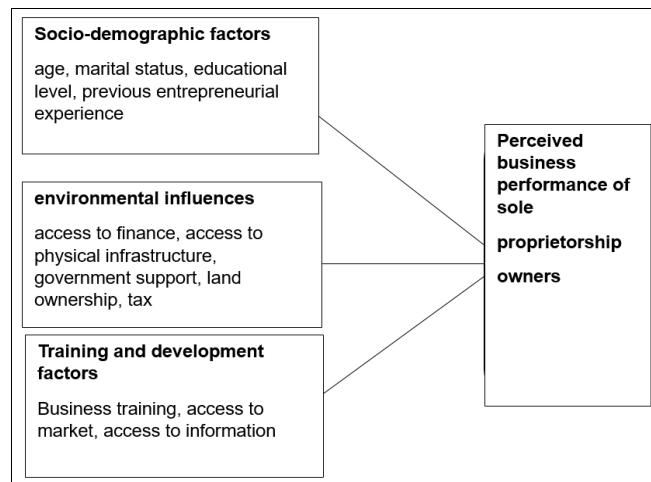 Socio-demographic factors
age, marital status, educational
level, previous entrepreneurial
experience
environmental influences
access to finance, access to
physical infrastructure,
government support, land
ownership, tax
Training and development
factors
Business training, access to
market, access to information
Perceived
business
performance of
sole
proprietorship
owners